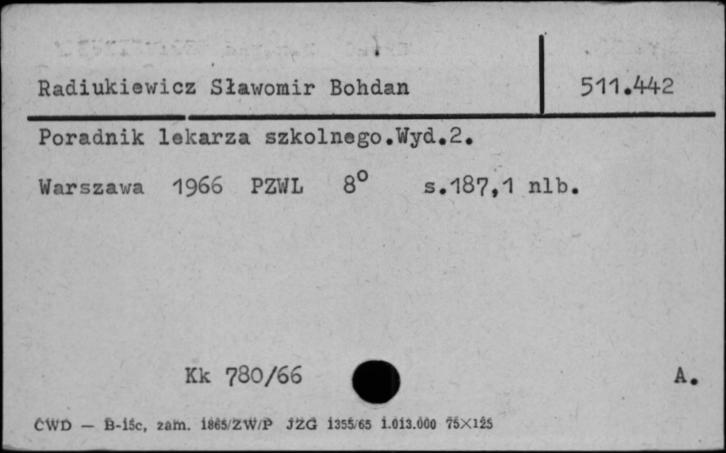 Radiukiewicz Sławomir Bohdan 511.442
Poradnik lekarza szkolnego.Wyd.2.
Warszawa 1966 PZWL 8° s.187,1 nlb.
Kk 780/66 A.
CWD — B-15c, zam. 1865/ZW/P JZG 1355/65 1.013.000 75×125